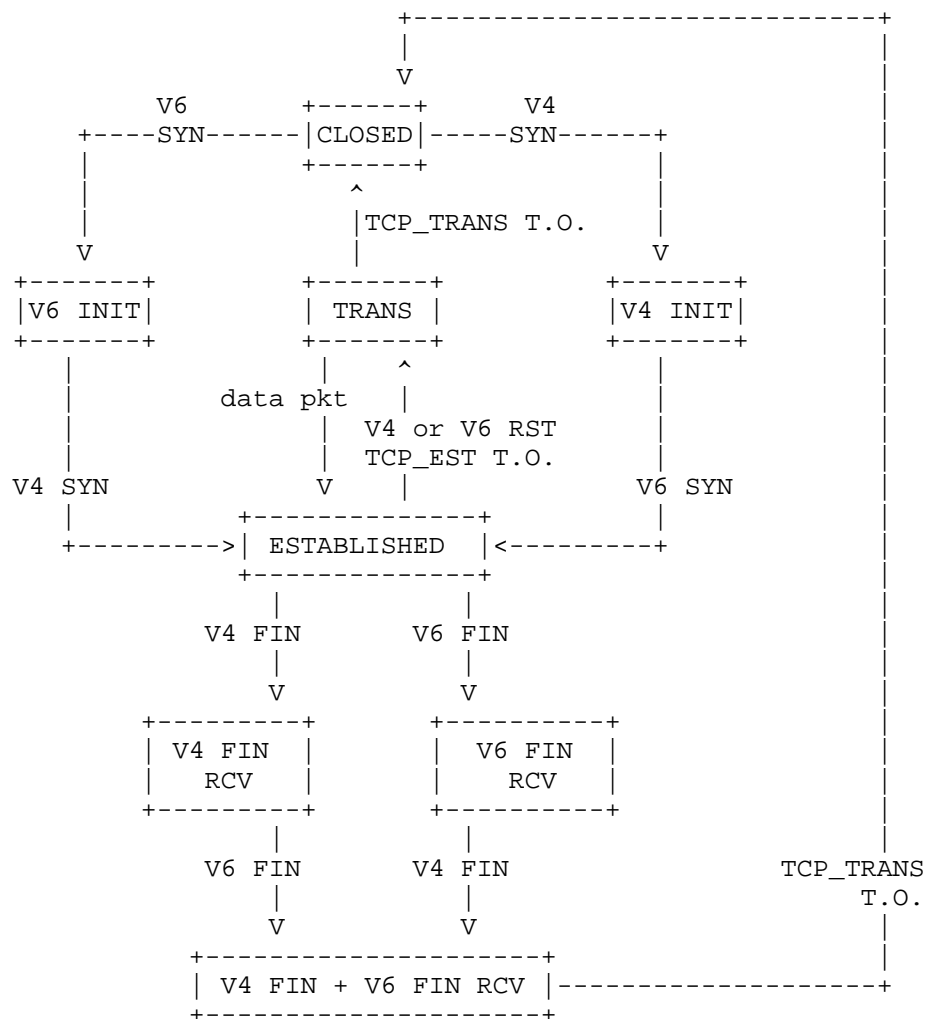 V6 V4
SYN CLOSED SYN
TCP_TRANS T.O.
V V
V6 INIT TRANS V4 INIT
data pkt
V4 or V6 RST
TCP_EST T.O.
V4 SYN V V6 SYN
ESTABLISHED
V4 FIN V6 FIN
V V
V4 FIN V6 FIN
RCV RCV
V6 FIN V4 FIN TCP_TRANS
T.O.
V V
V4 FIN + V6 FIN RCV